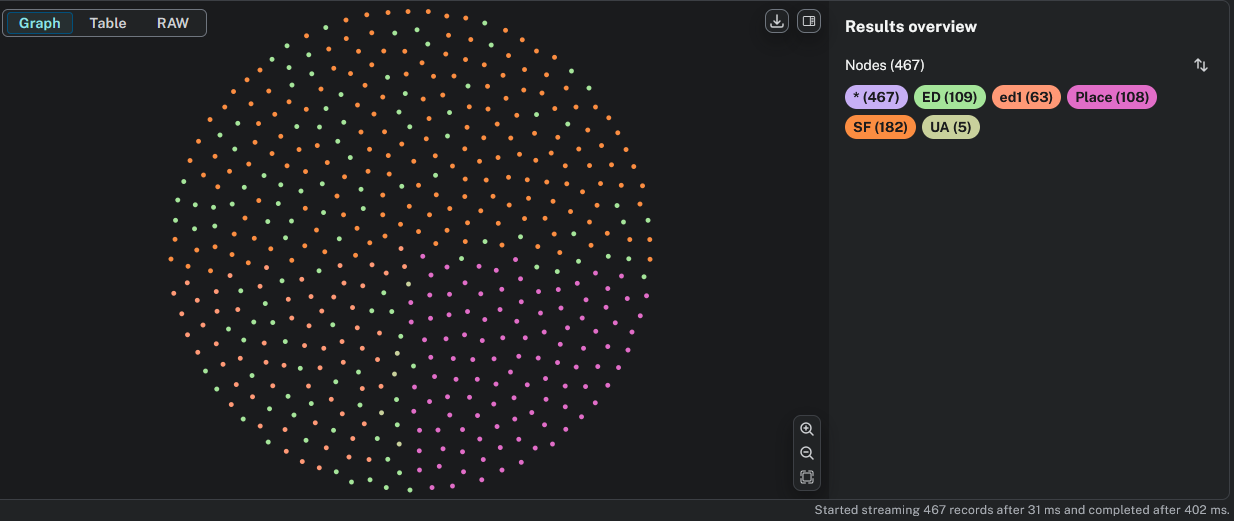 Graph Table RAW
Results overview
Nodes (467)
* (467) ED (109) ed1 (63) Place (108)
SF (182) UA (5)
Started streaming 467 records after 31 ms and completed after 402 ms.